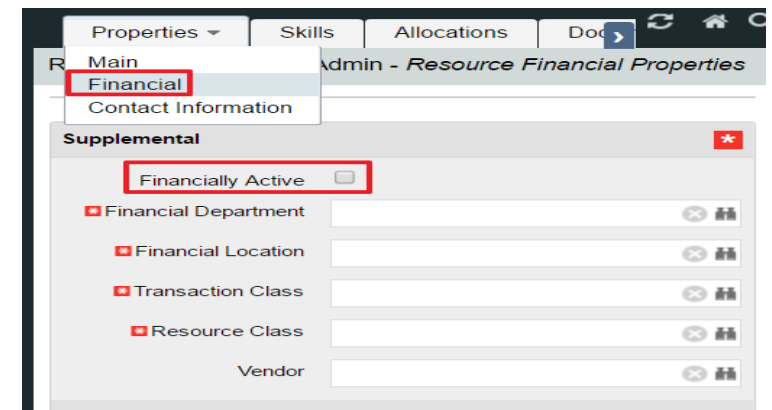 Properties Skills Allocations Doc
Main
R Admin - Resource Financial Properties
Financial
Contact Information
Supplemental *
Financially Active
Financial Department
Financial Location
Transaction Class
Resource Class
Vendor